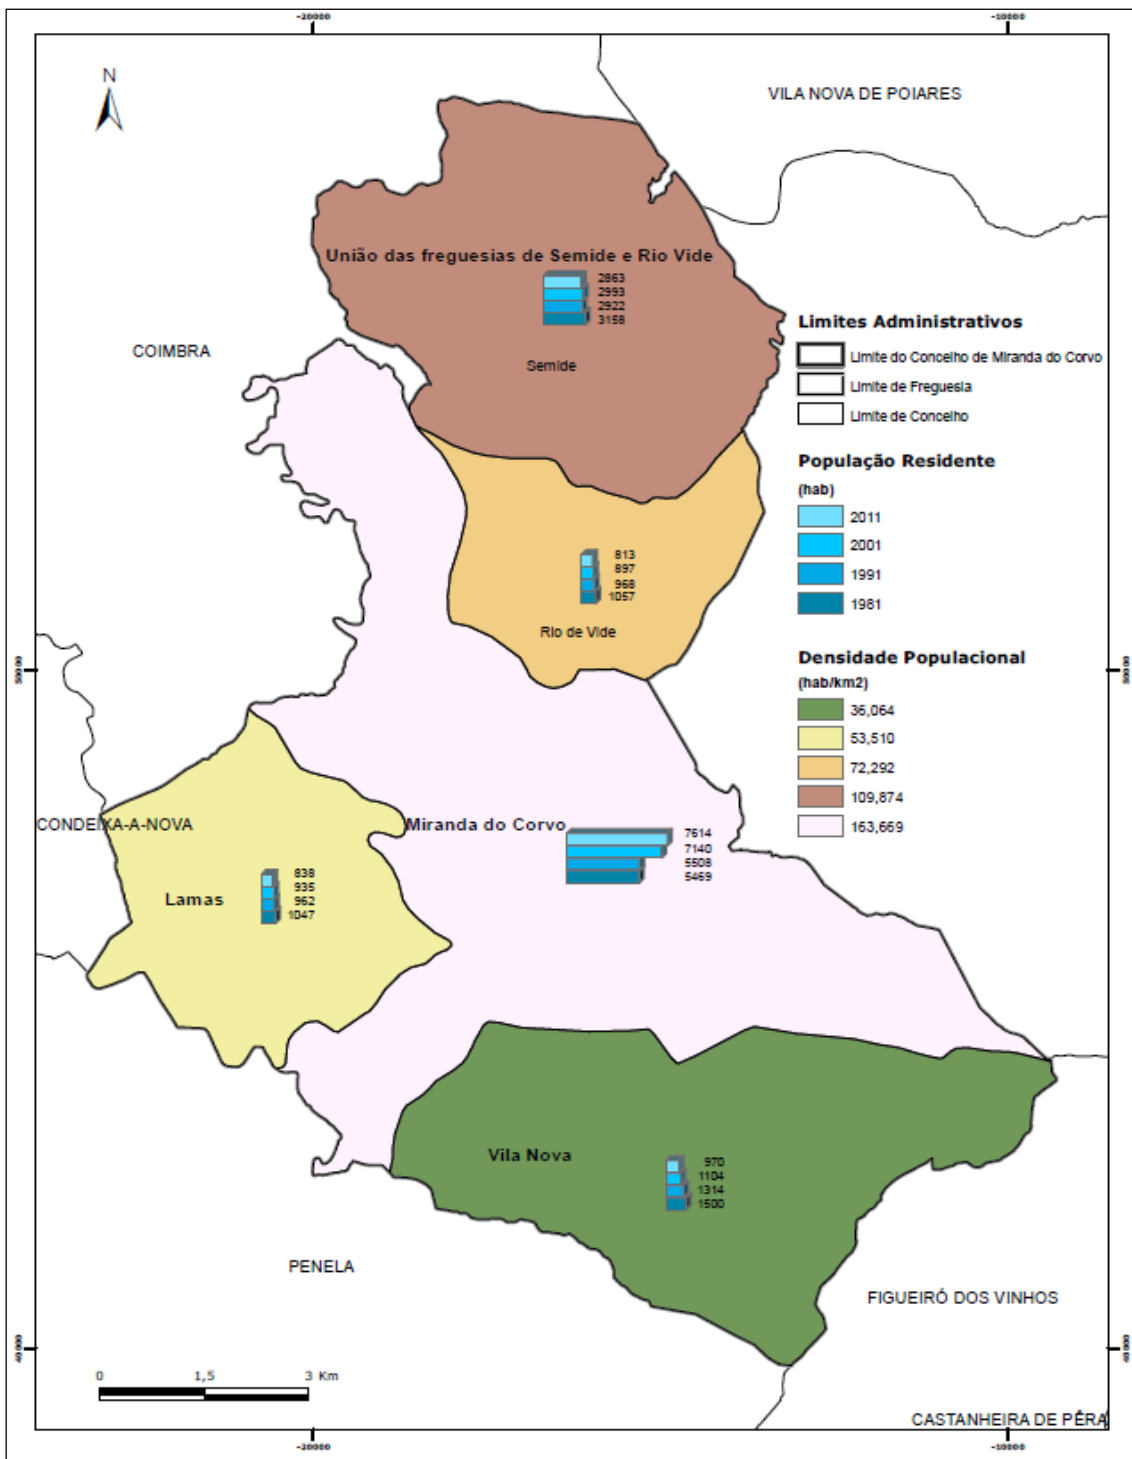 -20000
-10000
N
VILA NOVA DE POIARES
União das freguesias de Semide e Rio Vide
2863
2993
2922
3158
COIMBRA
Semide
Limites Administrativos
Limite do Concelho de Miranda do Corvo
Limite de Freguesia
Limite de Concelho
População Residente
(hab)
2011
2001
1991
1981
813
897
968
1057
Rio de Vide
Densidade Populacional
(hab/km2)
36,064
53,510
72,292
109,874
163,669
50000
50000
CONDEIXA-A-NOVA
Miranda do Corvo
7614
7140
5508
5469
Lamas
838
935
962
1047
Vila Nova
970
1104
1314
1500
PENELA
FIGUEIRÓ DOS VINHOS
40000
40000
0 1,5 3 Km
CASTANHEIRA DE PÊRA
-20000
-10000